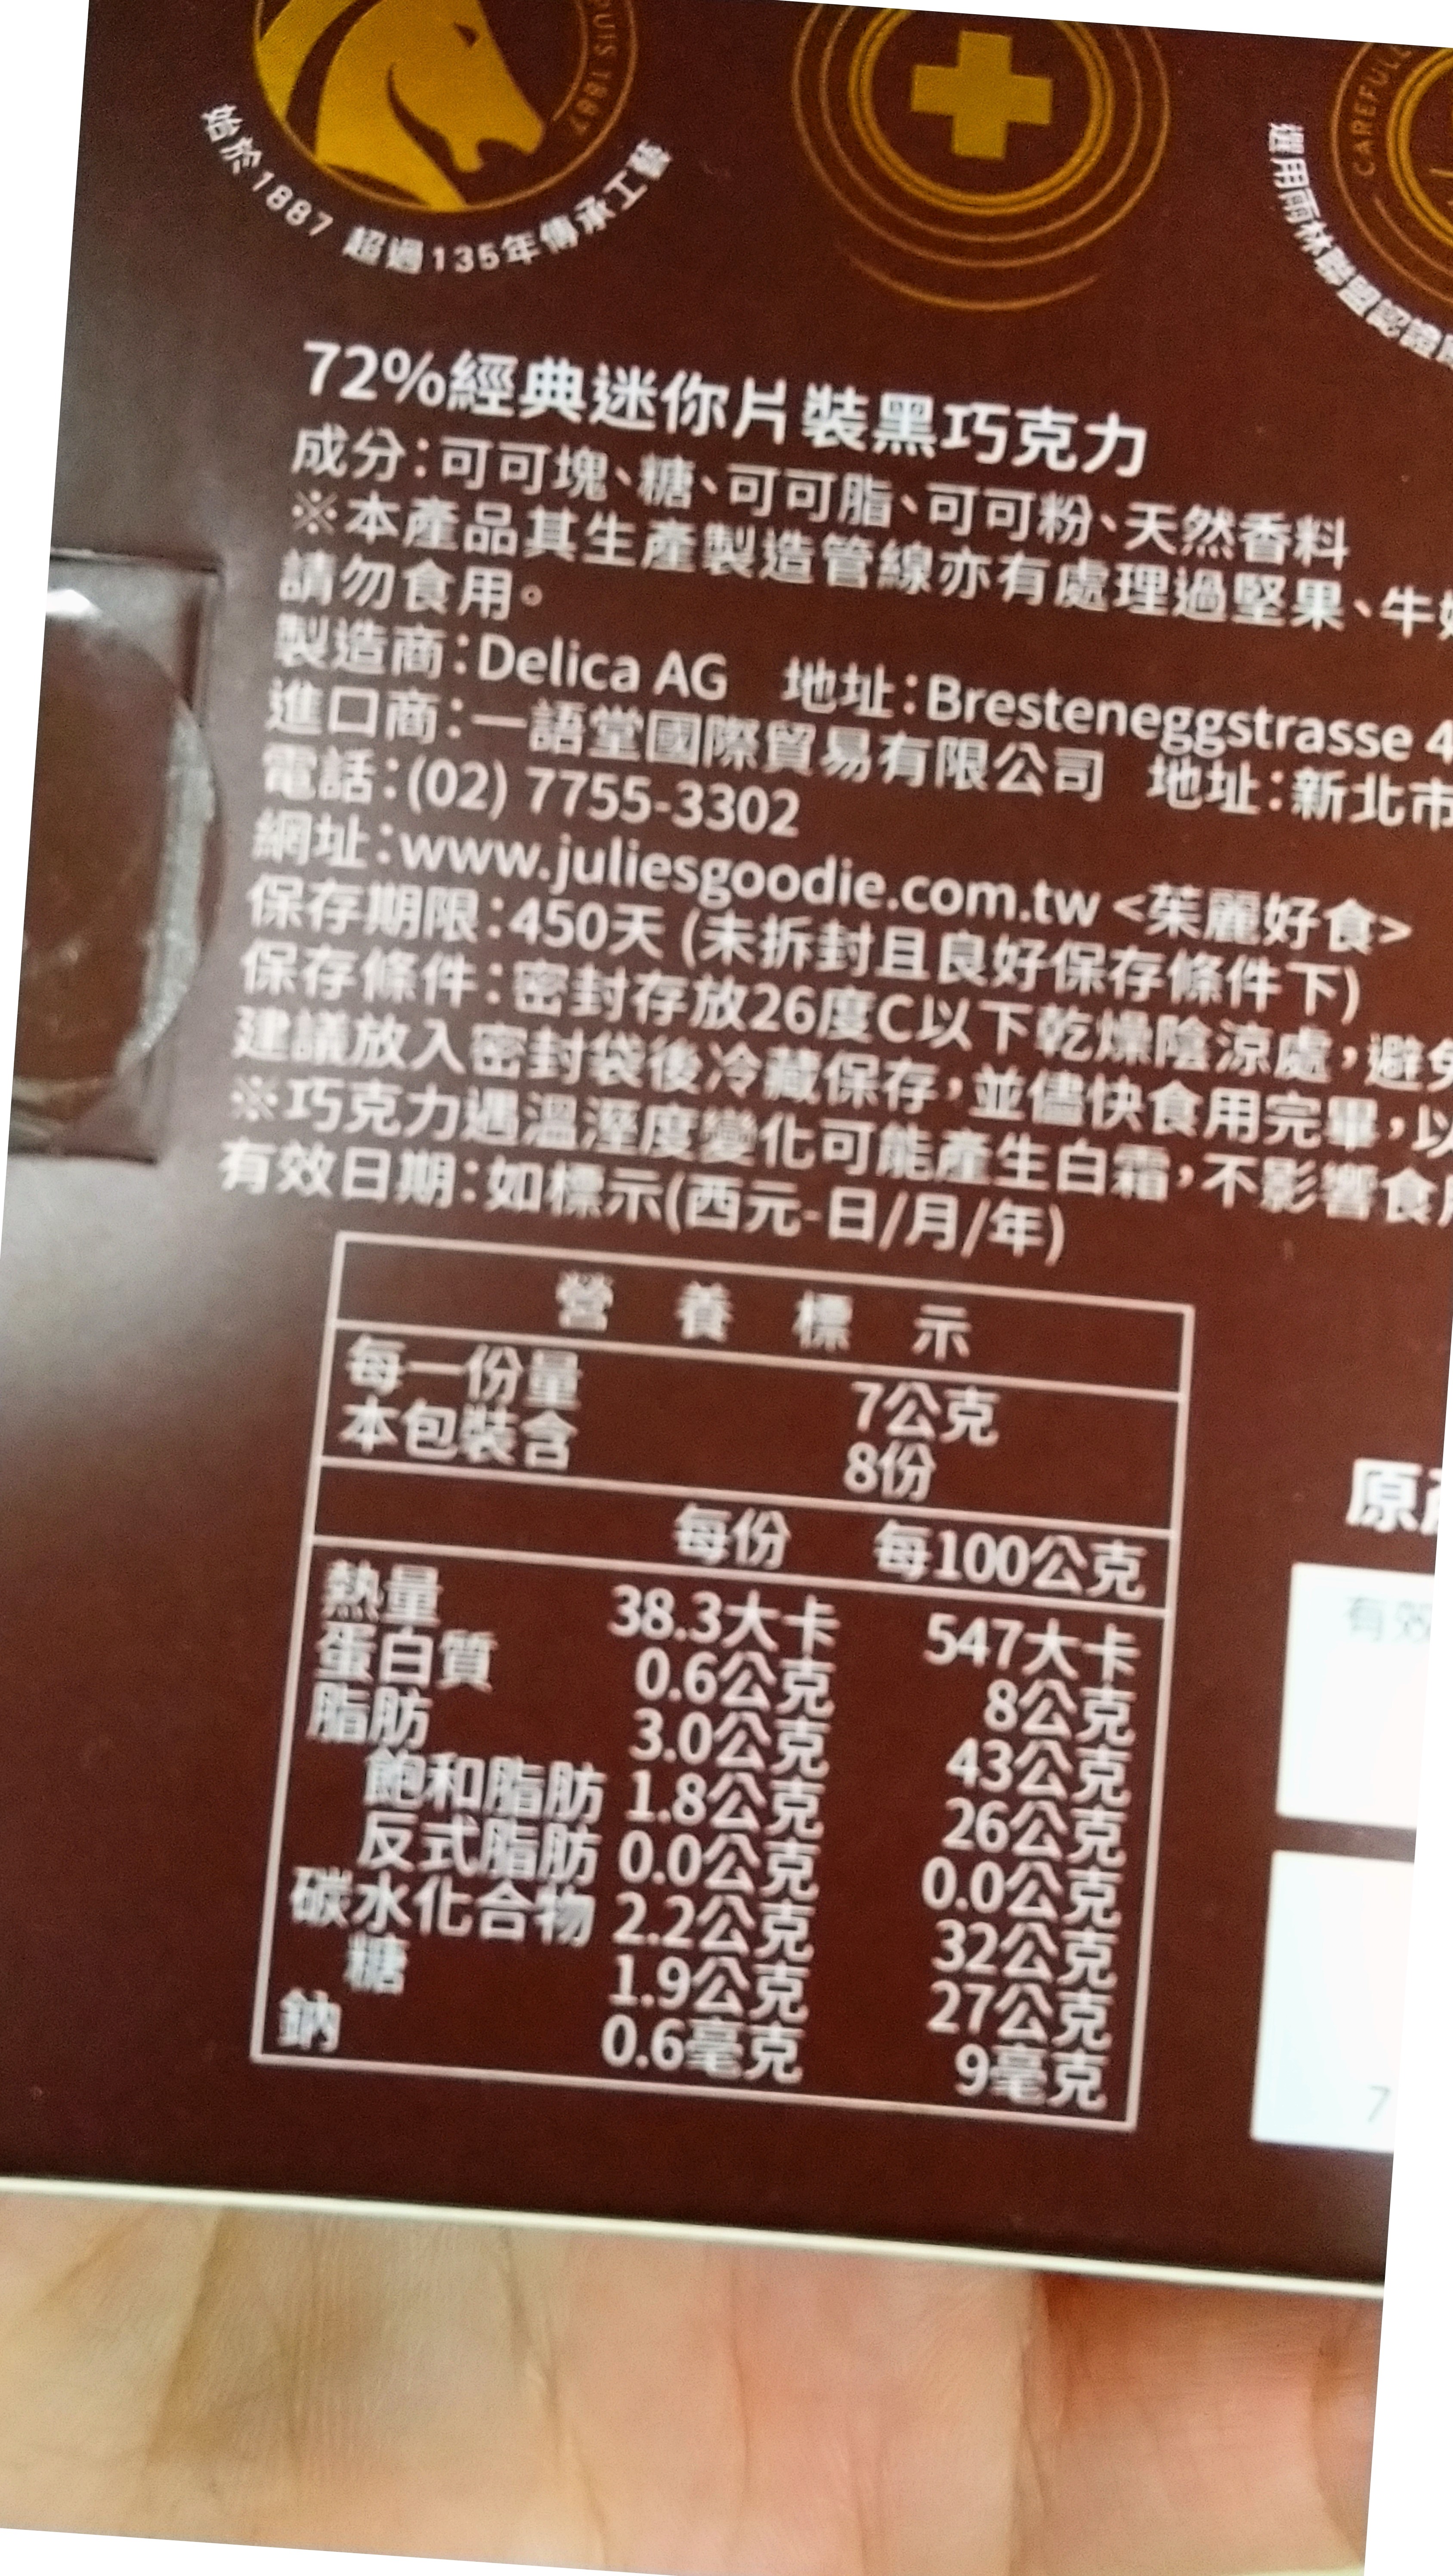 始於1887 超過135年傳承工藝
UIS 1887
CAREFULL
選用雨林聯盟認證
72%經典迷你片裝黑巧克力
成分：可可塊、糖、可可脂、可可粉、天然香料
※本產品其生產製造管線亦有處理過堅果、牛
請勿食用。
製造商：Delica AG 地址：Bresteneggstrasse 4
進口商：一語堂國際貿易有限公司 地址：新北市
電話：(02) 7755-3302
網址：www.juliesgoodie.com.tw <茱麗好食>
保存期限：450天 (未拆封且良好保存條件下)
保存條件：密封存放26度C以下乾燥陰涼處，避免
建議放入密封袋後冷藏保存，並儘快食用完畢，以
※巧克力遇溫溼度變化可能產生白霜，不影響食用
有效日期：如標示(西元-日/月/年)
營養標示
每一份量 7公克
本包裝含 8份
每份 每100公克
熱量 38.3大卡 547大卡
蛋白質 0.6公克 8公克
脂肪 3.0公克 43公克
飽和脂肪 1.8公克 26公克
反式脂肪 0.0公克 0.0公克
碳水化合物 2.2公克 32公克
糖 1.9公克 27公克
鈉 0.6毫克 9毫克
原產
有效
7